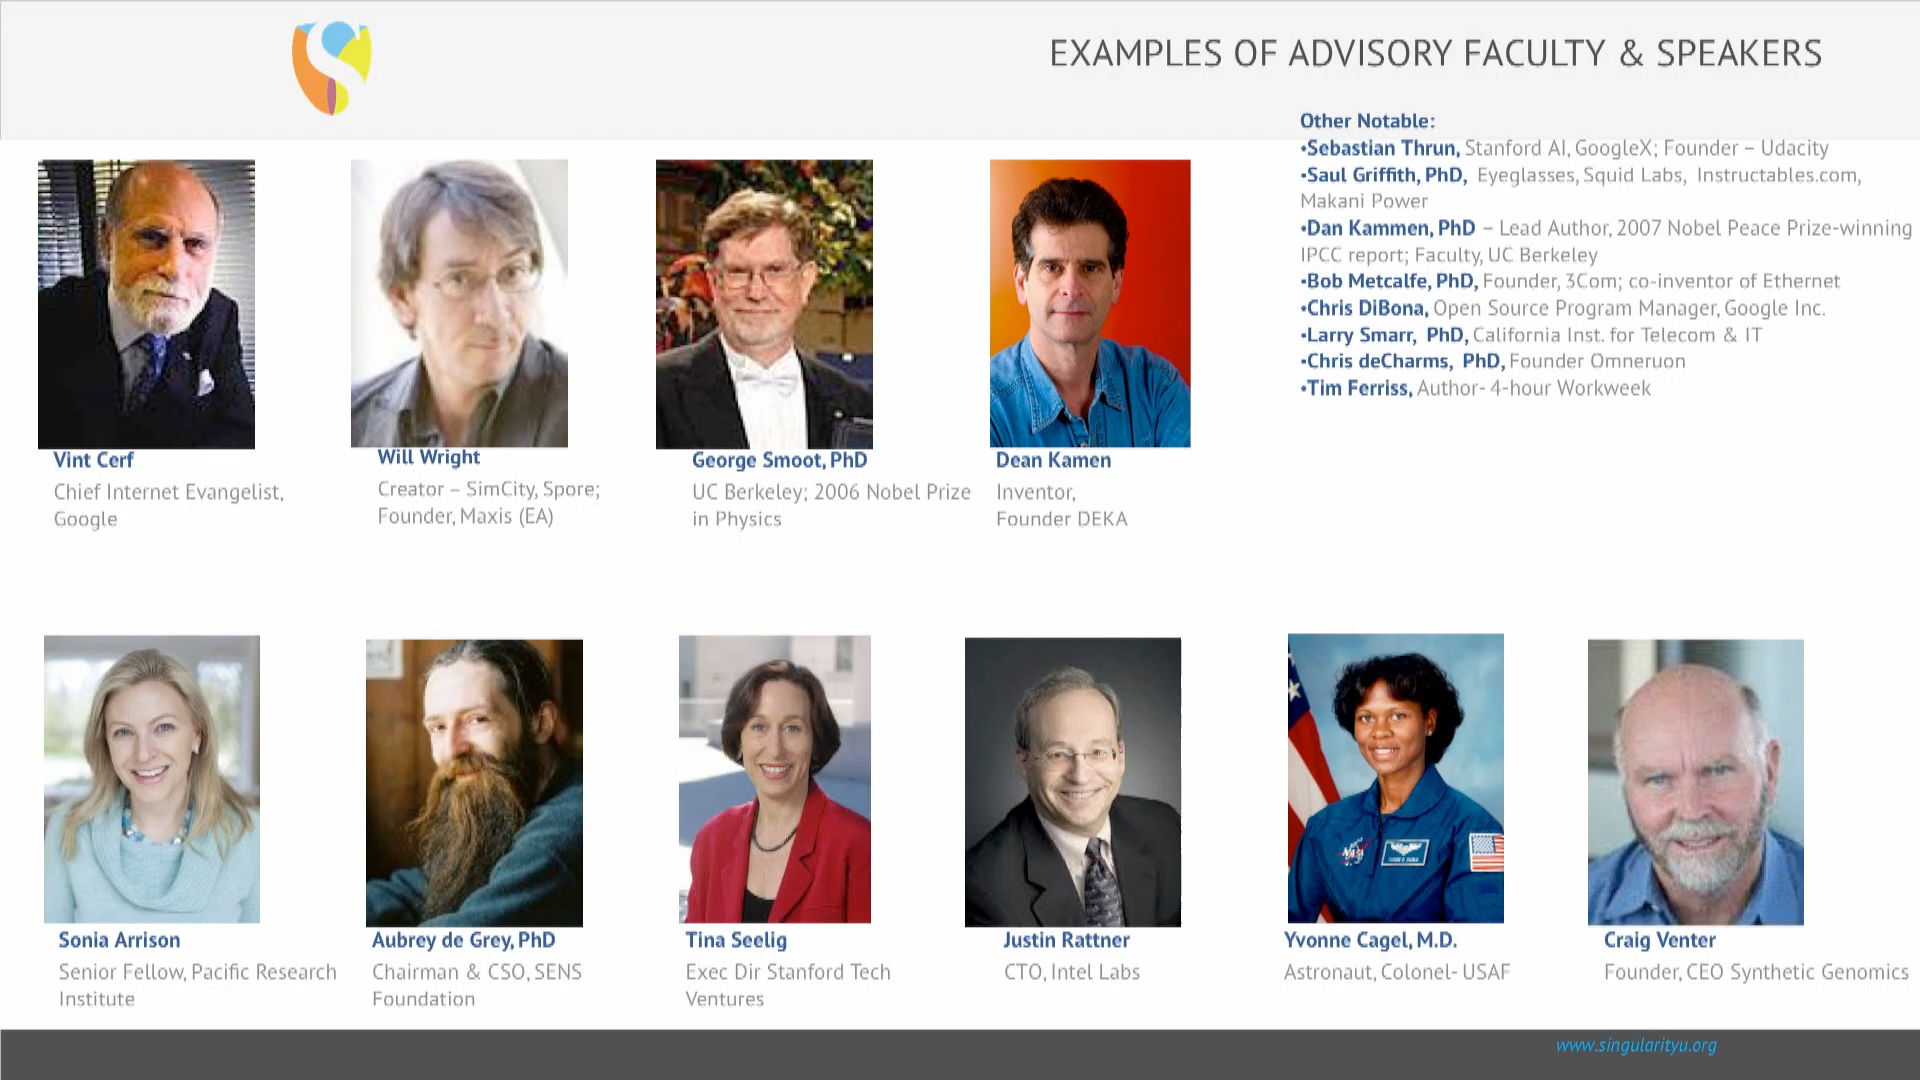 EXAMPLES OF ADVISORY FACULTY & SPEAKERS
Other Notable:
•Sebastian Thrun, Stanford AI, GoogleX; Founder – Udacity
•Saul Griffith, PhD, Eyeglasses, Squid Labs, Instructables.com,
Makani Power
•Dan Kammen, PhD – Lead Author, 2007 Nobel Peace Prize-winning
IPCC report; Faculty, UC Berkeley
•Bob Metcalfe, PhD, Founder, 3Com; co-inventor of Ethernet
•Chris DiBona, Open Source Program Manager, Google Inc.
•Larry Smarr, PhD, California Inst. for Telecom & IT
•Chris deCharms, PhD, Founder Omneruon
•Tim Ferriss, Author- 4-hour Workweek
Vint Cerf
Chief Internet Evangelist,
Google
Will Wright
Creator – SimCity, Spore;
Founder, Maxis (EA)
George Smoot, PhD
UC Berkeley; 2006 Nobel Prize
in Physics
Dean Kamen
Inventor,
Founder DEKA
NASA
Sonia Arrison
Senior Fellow, Pacific Research
Institute
Aubrey de Grey, PhD
Chairman & CSO, SENS
Foundation
Tina Seelig
Exec Dir Stanford Tech
Ventures
Justin Rattner
CTO, Intel Labs
Yvonne Cagel, M.D.
Astronaut, Colonel- USAF
Craig Venter
Founder, CEO Synthetic Genomics
www.singularityu.org